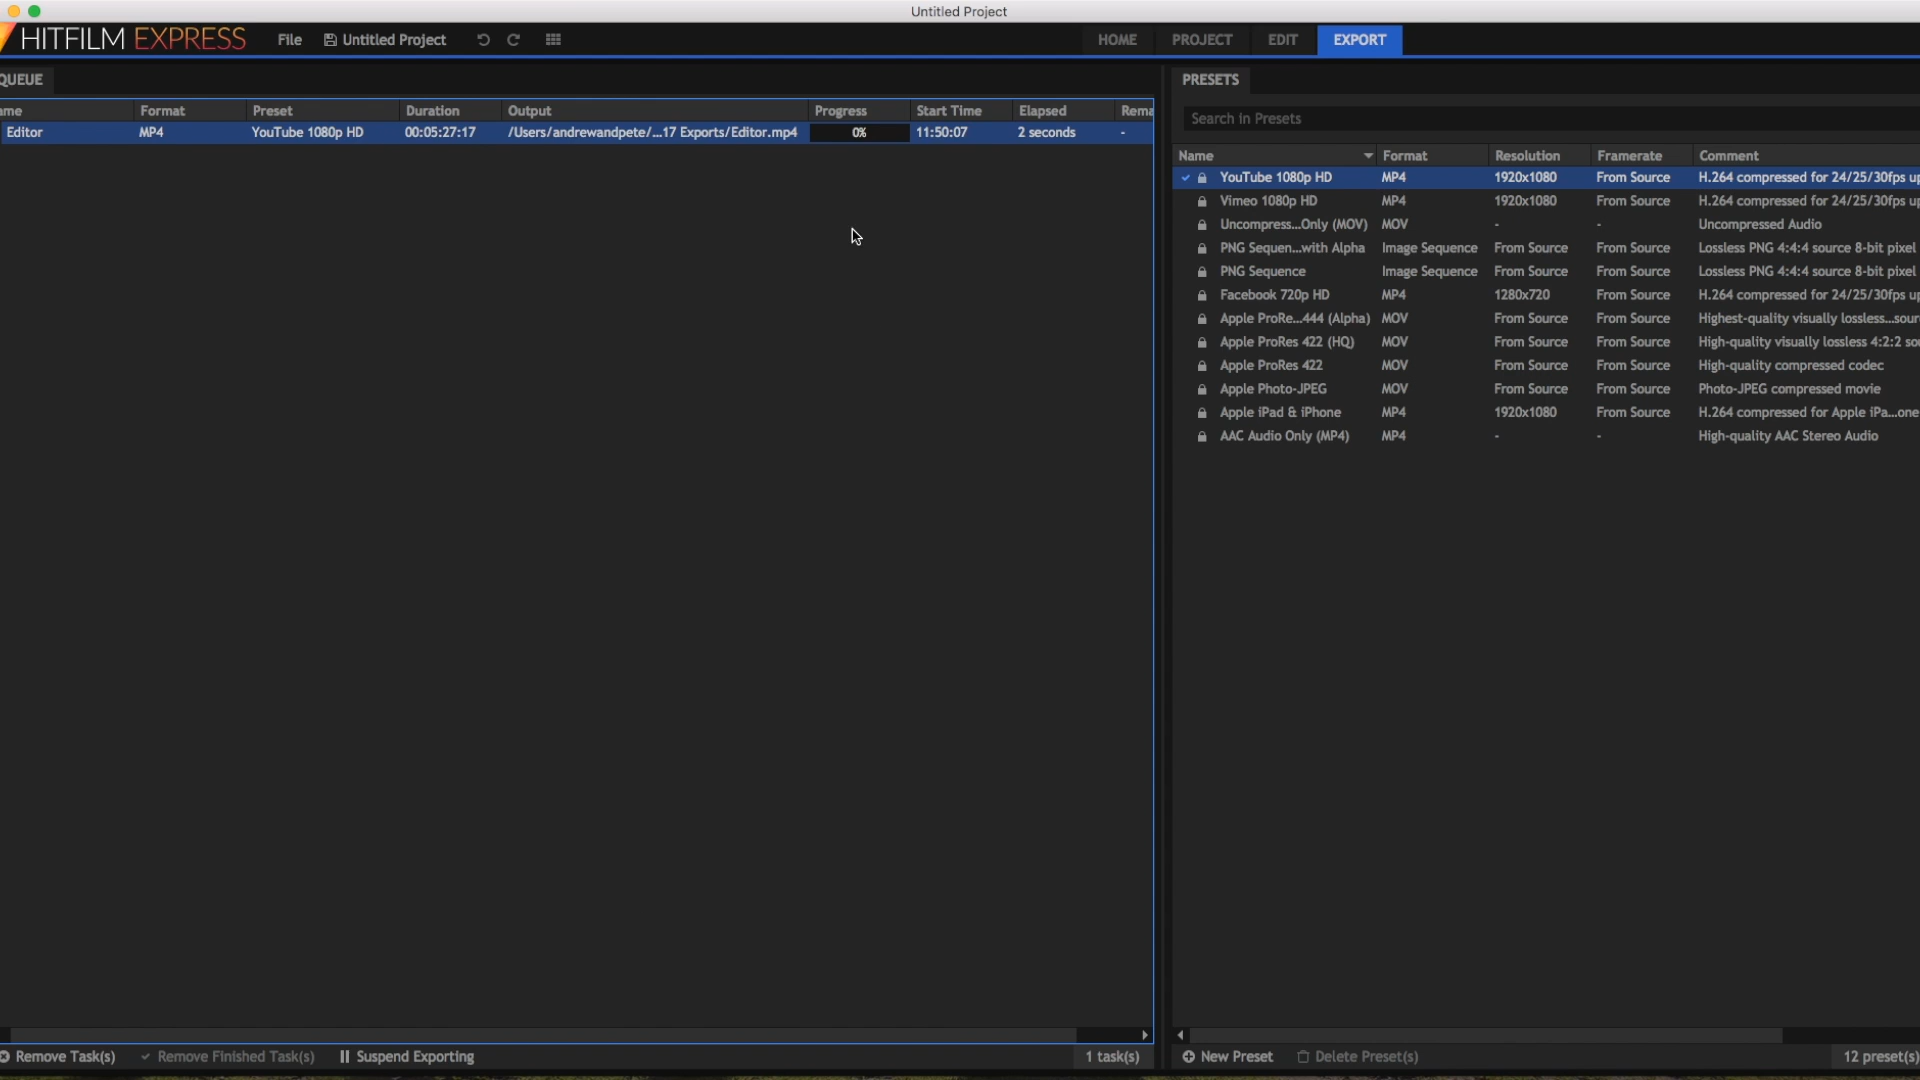 Untitled Project
HITFILM EXPRESS File Untitled Project HOME PROJECT EDIT EXPORT
QUEUE
ame Format Preset Duration Output Progress Start Time Elapsed Rema
Editor MP4 YouTube 1080p HD 00:05:27:17 /Users/andrewandpete/...17 Exports/Editor.mp4 0% 11:50:07 2 seconds -
PRESETS
Search in Presets
Name Format Resolution Framerate Comment
YouTube 1080p HD MP4 1920x1080 From Source H.264 compressed for 24/25/30fps up
Vimeo 1080p HD MP4 1920x1080 From Source H.264 compressed for 24/25/30fps up
Uncompress...Only (MOV) MOV - - Uncompressed Audio
PNG Sequen...with Alpha Image Sequence From Source From Source Lossless PNG 4:4:4 source 8-bit pixel
PNG Sequence Image Sequence From Source From Source Lossless PNG 4:4:4 source 8-bit pixel
Facebook 720p HD MP4 1280x720 From Source H.264 compressed for 24/25/30fps up
Apple ProRe...444 (Alpha) MOV From Source From Source Highest-quality visually lossless...sour
Apple ProRes 422 (HQ) MOV From Source From Source High-quality visually lossless 4:2:2 sou
Apple ProRes 422 MOV From Source From Source High-quality compressed codec
Apple Photo-JPEG MOV From Source From Source Photo-JPEG compressed movie
Apple iPad & iPhone MP4 1920x1080 From Source H.264 compressed for Apple iPa...one
AAC Audio Only (MP4) MP4 - - High-quality AAC Stereo Audio
Remove Task(s) Remove Finished Task(s) Suspend Exporting 1 task(s)
New Preset Delete Preset(s) 12 preset(s)